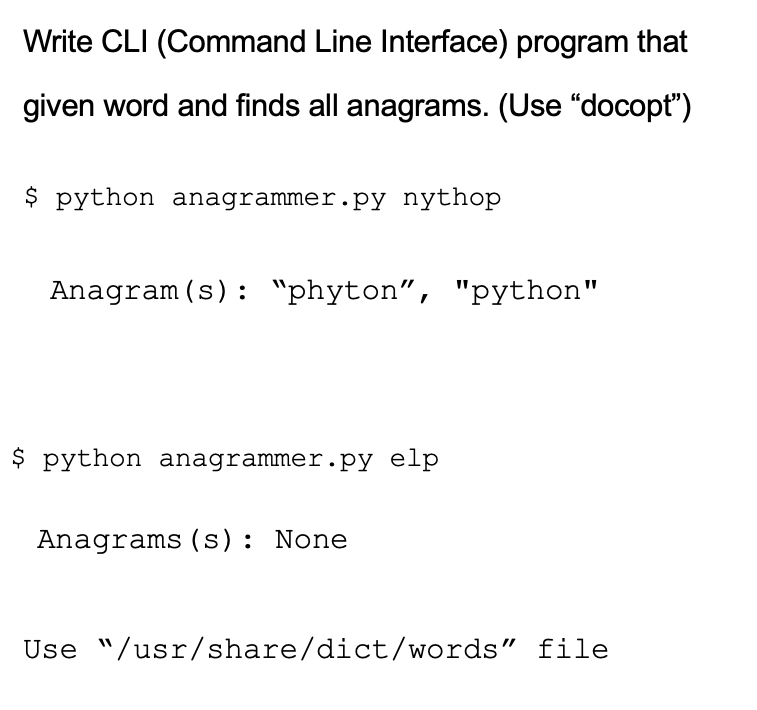 Write CLI (Command Line Interface) program that
given word and finds all anagrams. (Use “docopt”)
$ python anagrammer.py nythop
Anagram(s): “phyton”, "python"
$ python anagrammer.py elp
Anagrams(s): None
Use “/usr/share/dict/words” file